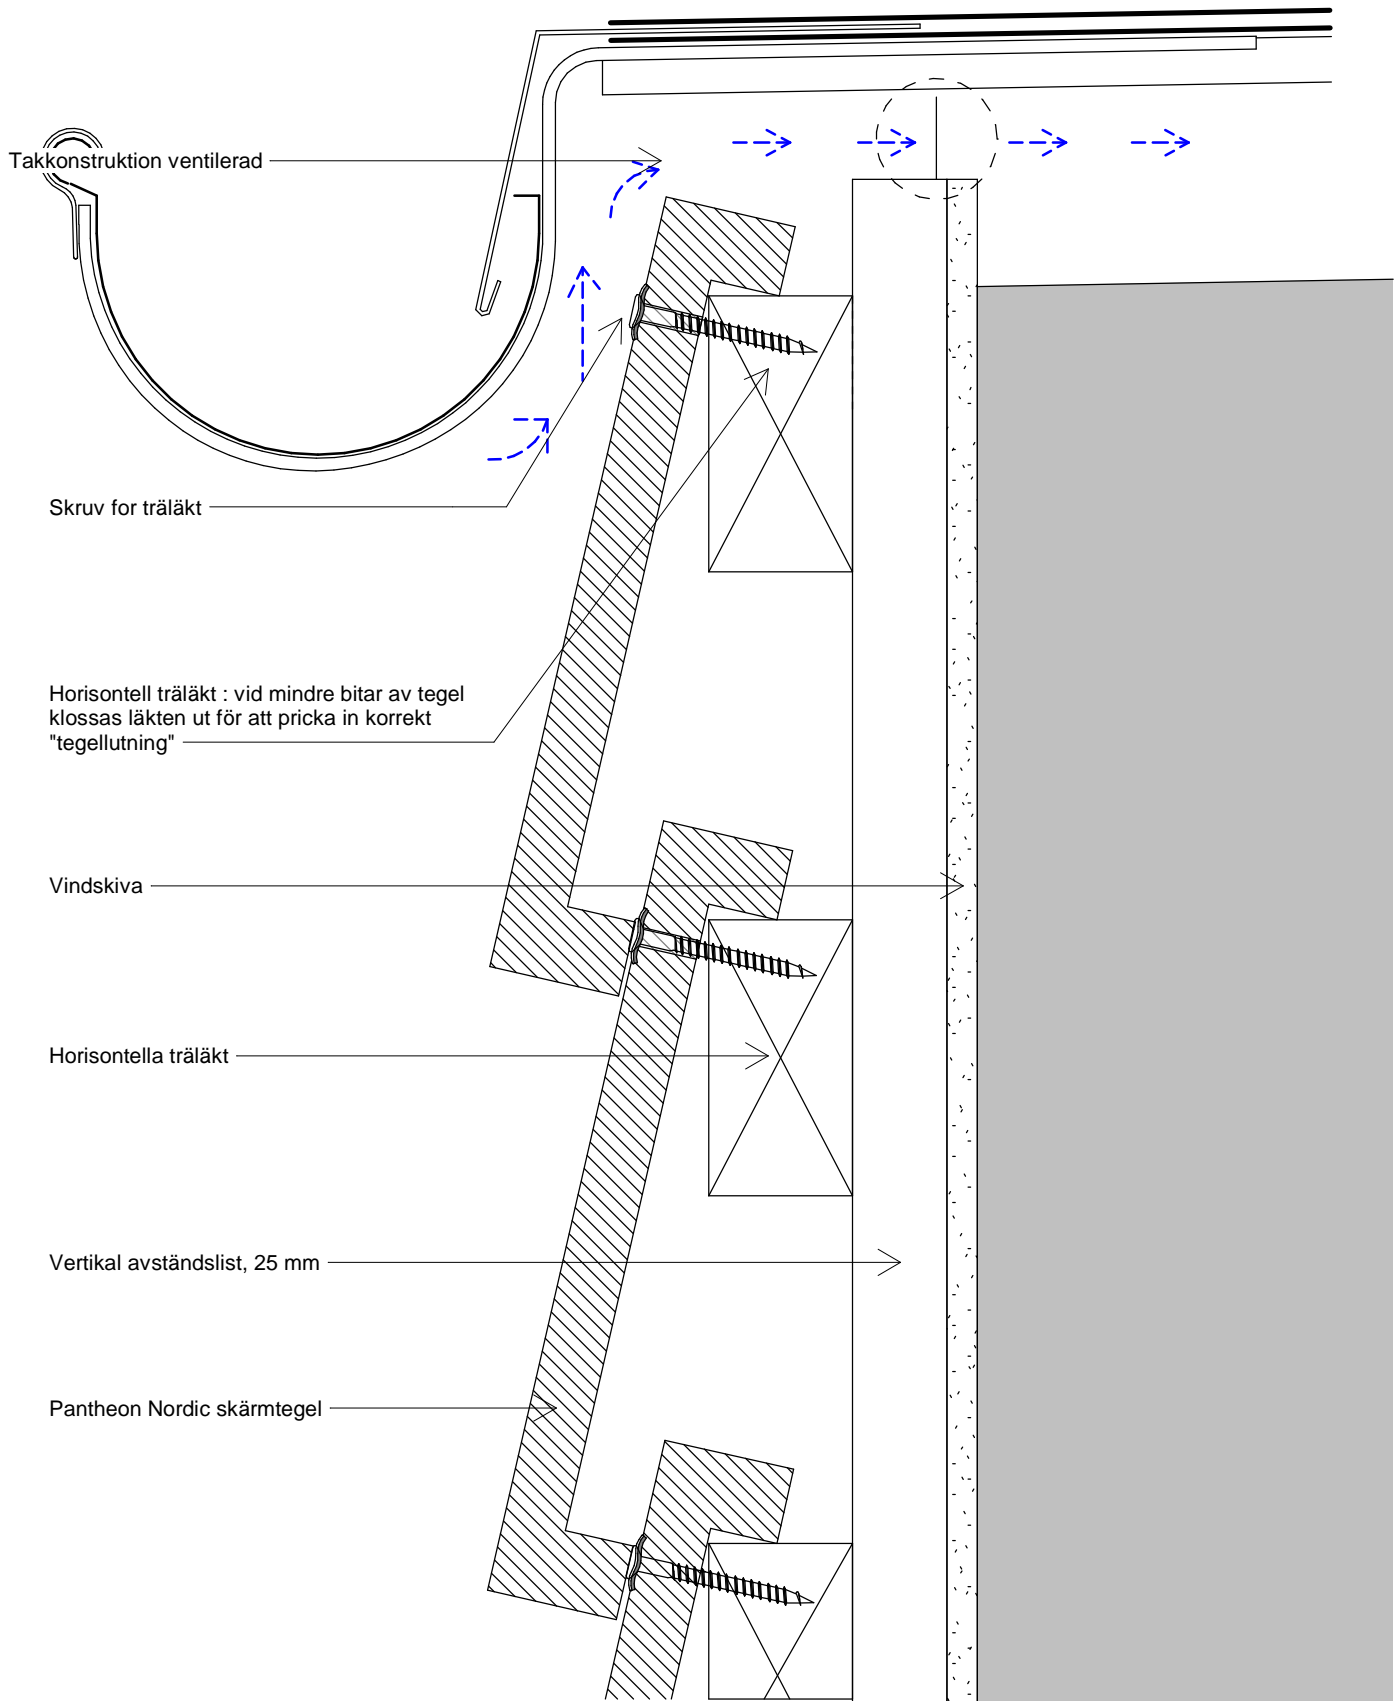 Takkonstruktion ventilerad
Skruv for träläkt
Horisontell träläkt : vid mindre bitar av tegel
klossas läkten ut för att pricka in korrekt
"tegellutning"
Vindskiva
Horisontella träläkt
Vertikal avständslist, 25 mm
Pantheon Nordic skärmtegel